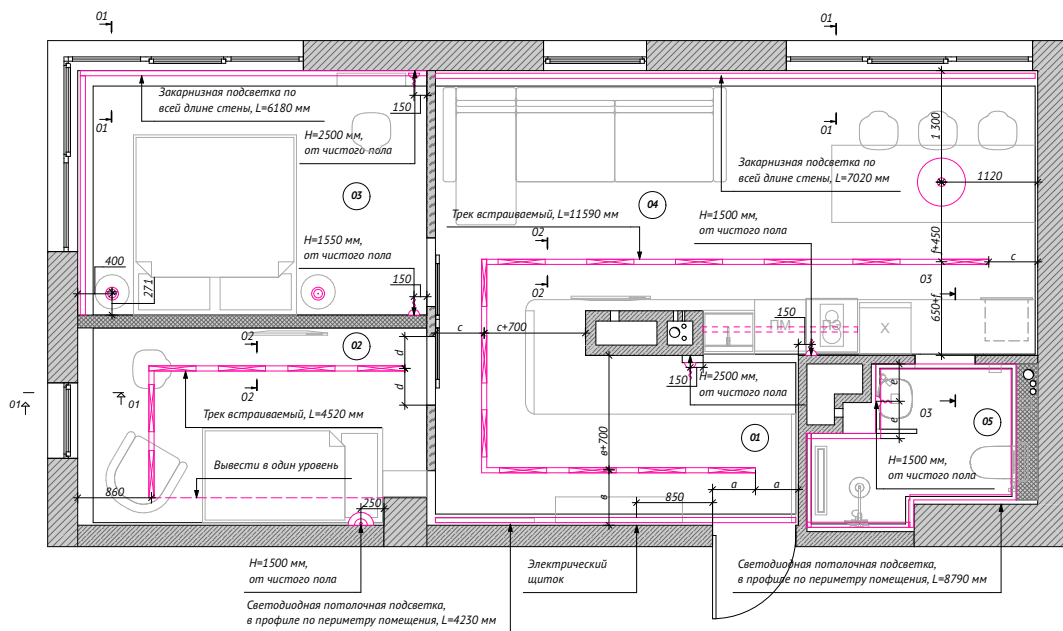 01
01
Закарнизная подсветка по
всей длине стены, L=6180 мм
150
01
01
H=2500 мм,
от чистого пола
1 300
Закарнизная подсветка по
всей длине стены, L=7020 мм
1120
03
04
Трек встраиваемый, L=11590 мм
H=1500 мм,
от чистого пола
02
f+450
c
H=1550 мм,
от чистого пола
400
271
150
02
03
650+f
150
ПМ
X
02
02
d
c
c+700
d
02
150
H=2500 мм,
от чистого пола
e
e
03
05
01
01
Трек встраиваемый, L=4520 мм
в+700
01
H=1500 мм,
от чистого пола
Вывести в один уровень
860
250
850
a
a
в
H=1500 мм,
от чистого пола
Электрический
щиток
Светодиодная потолочная подсветка,
в профиле по периметру помещения, L=8790 мм
Светодиодная потолочная подсветка,
в профиле по периметру помещения, L=4230 мм